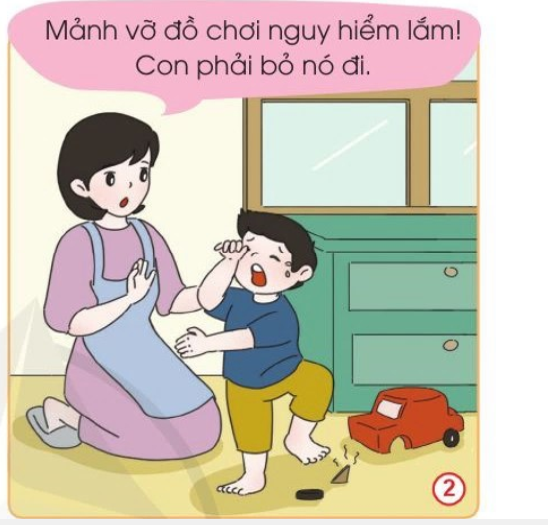 Mảnh vỡ đồ chơi nguy hiểm lắm!
Con phải bỏ nó đi.
2